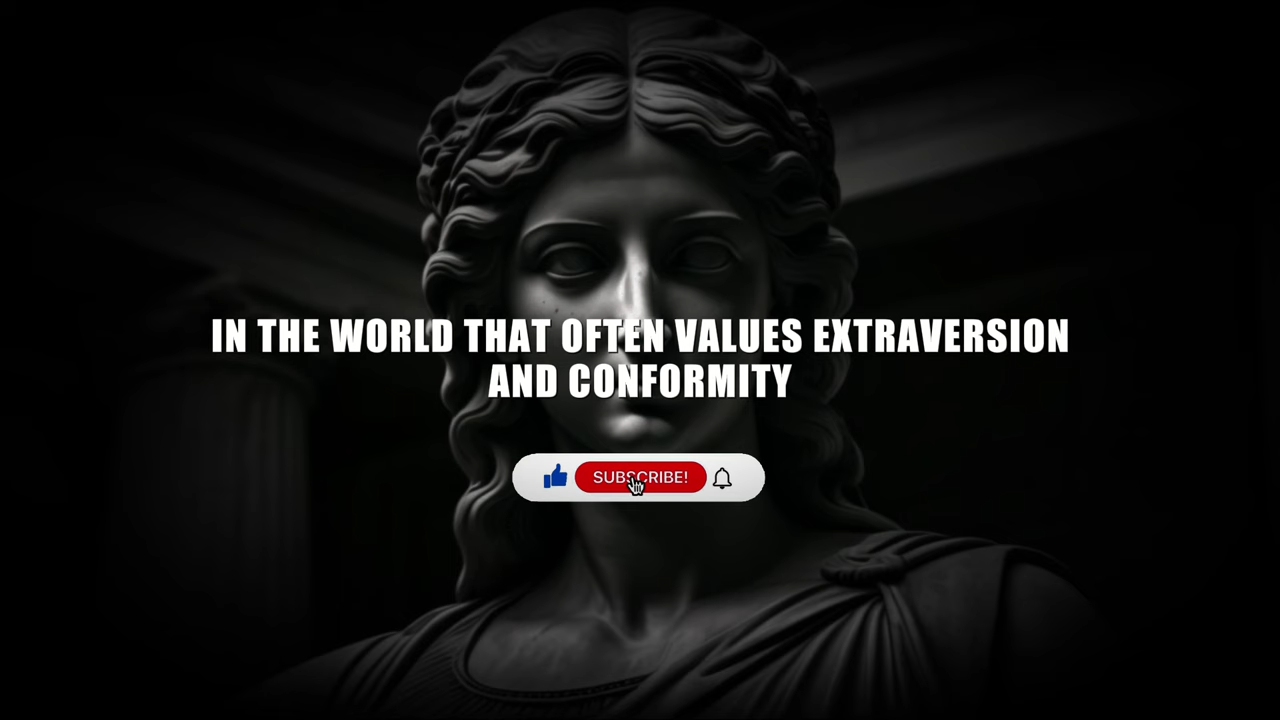 IN THE WORLD THAT OFTEN VALUES EXTRAVERSION
AND CONFORMITY
SUBSCRIBE!